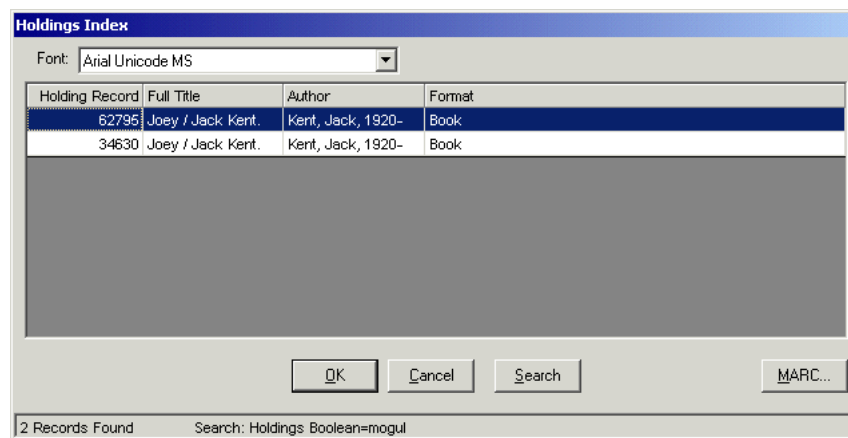 Holdings Index
Font: Arial Unicode MS
Holding Record Full Title Author Format
62795 Joey / Jack Kent. Kent, Jack, 1920- Book
34630 Joey / Jack Kent. Kent, Jack, 1920- Book
OK Cancel Search MARC...
2 Records Found Search: Holdings Boolean=mogul